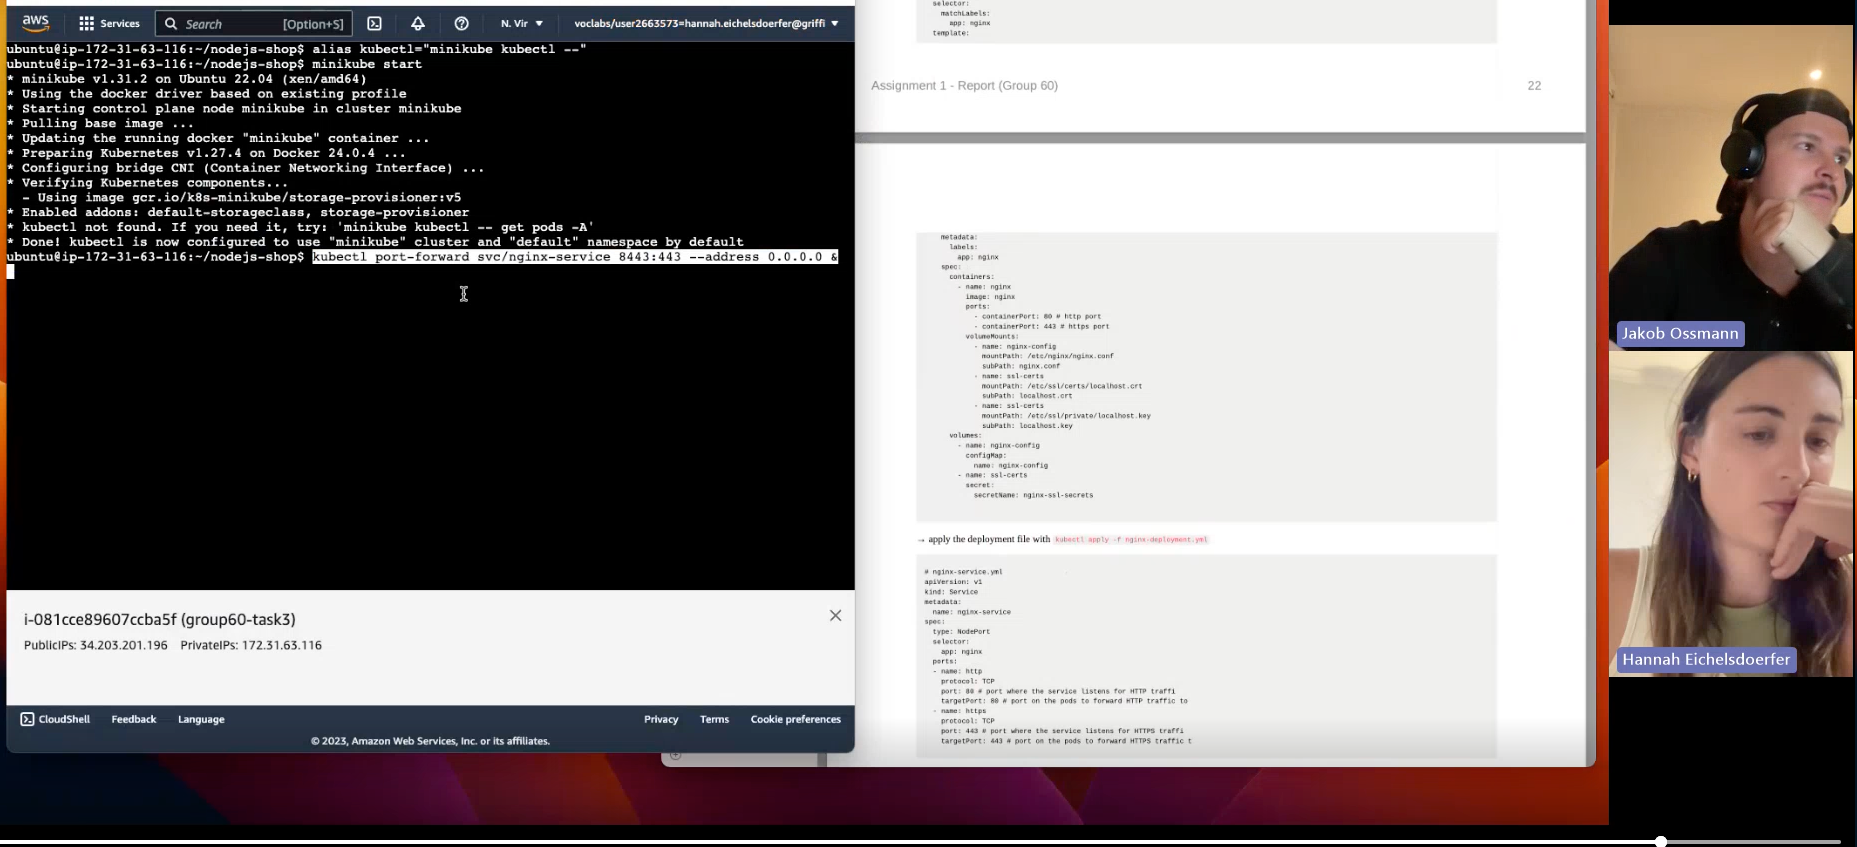 aws
Services
Search
[Option+S]
N. Vir
voclabs/user2663573=hannah.eichelsdoerfer@griffi
ubuntu@ip-172-31-63-116:~/nodejs-shop$ alias kubectl="minikube kubectl --"
ubuntu@ip-172-31-63-116:~/nodejs-shop$ minikube start
* minikube v1.31.2 on Ubuntu 22.04 (xen/amd64)
* Using the docker driver based on existing profile
* Starting control plane node minikube in cluster minikube
* Pulling base image ...
* Updating the running docker "minikube" container ...
* Preparing Kubernetes v1.27.4 on Docker 24.0.4 ...
* Configuring bridge CNI (Container Networking Interface) ...
* Verifying Kubernetes components...
- Using image gcr.io/k8s-minikube/storage-provisioner:v5
* Enabled addons: default-storageclass, storage-provisioner
* kubectl not found. If you need it, try: 'minikube kubectl -- get pods -A'
* Done! kubectl is now configured to use "minikube" cluster and "default" namespace by default
ubuntu@ip-172-31-63-116:~/nodejs-shop$ kubectl port-forward svc/nginx-service 8443:443 --address 0.0.0.0 &
i-081cce89607ccba5f (group60-task3)
PublicIPs: 34.203.201.196 PrivateIPs: 172.31.63.116
CloudShell
Feedback
Language
Privacy
Terms
Cookie preferences
© 2023, Amazon Web Services, Inc. or its affiliates.
selector:
matchLabels:
app: nginx
template:
Assignment 1 - Report (Group 60)
22
metadata:
labels:
app: nginx
spec:
containers:
- name: nginx
image: nginx
ports:
- containerPort: 80 # http port
- containerPort: 443 # https port
volumeMounts:
- name: nginx-config
mountPath: /etc/nginx/nginx.conf
subPath: nginx.conf
- name: ssl-certs
mountPath: /etc/ssl/certs/localhost.crt
subPath: localhost.crt
- name: ssl-certs
mountPath: /etc/ssl/private/localhost.key
subPath: localhost.key
volumes:
- name: nginx-config
configMap:
name: nginx-config
- name: ssl-certs
secret:
secretName: nginx-ssl-secrets
→ apply the deployment file with kubectl apply -f nginx-deployment.yml
# nginx-service.yml
apiVersion: v1
kind: Service
metadata:
name: nginx-service
spec:
type: NodePort
selector:
app: nginx
ports:
- name: http
protocol: TCP
port: 80 # port where the service listens for HTTP traffi
targetPort: 80 # port on the pods to forward HTTP traffic to
- name: https
protocol: TCP
port: 443 # port where the service listens for HTTPS traffi
targetPort: 443 # port on the pods to forward HTTPS traffic t
Jakob Ossmann
Hannah Eichelsdoerfer